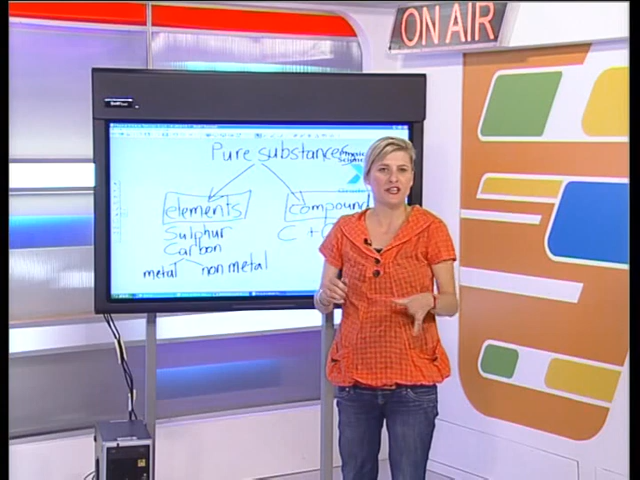 ON AIR
Pure substances
elements
compound
Sulphur
C +
Carbon
metal
non metal